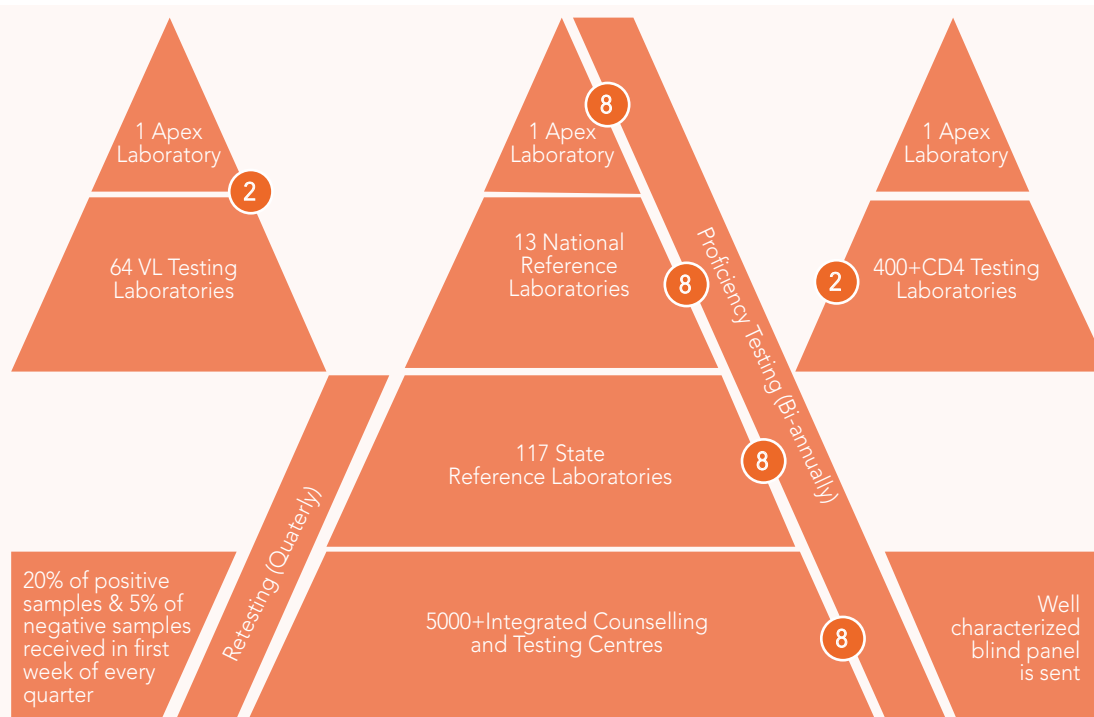 1 Apex
Laboratory
2
64 VL Testing
Laboratories
1 Apex
Laboratory
8
13 National
Reference
Laboratories
8
117 State
Reference Laboratories
8
5000+Integrated Counselling
and Testing Centres
8
Proficiency Testing (Bi-annually)
1 Apex
Laboratory
2
400+CD4 Testing
Laboratories
Retesting (Quaterly)
20% of positive
samples & 5% of
negative samples
received in first
week of every
quarter
Well
characterized
blind panel
is sent